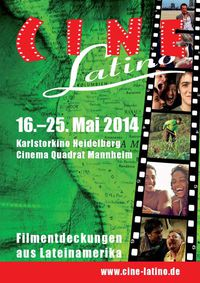 CINE
Latino
16.–25. Mai 2014
Karlstorkino Heidelberg
Cinema Quadrat Mannheim
Filmentdeckungen
aus Lateinamerika
www.cine-latino.de